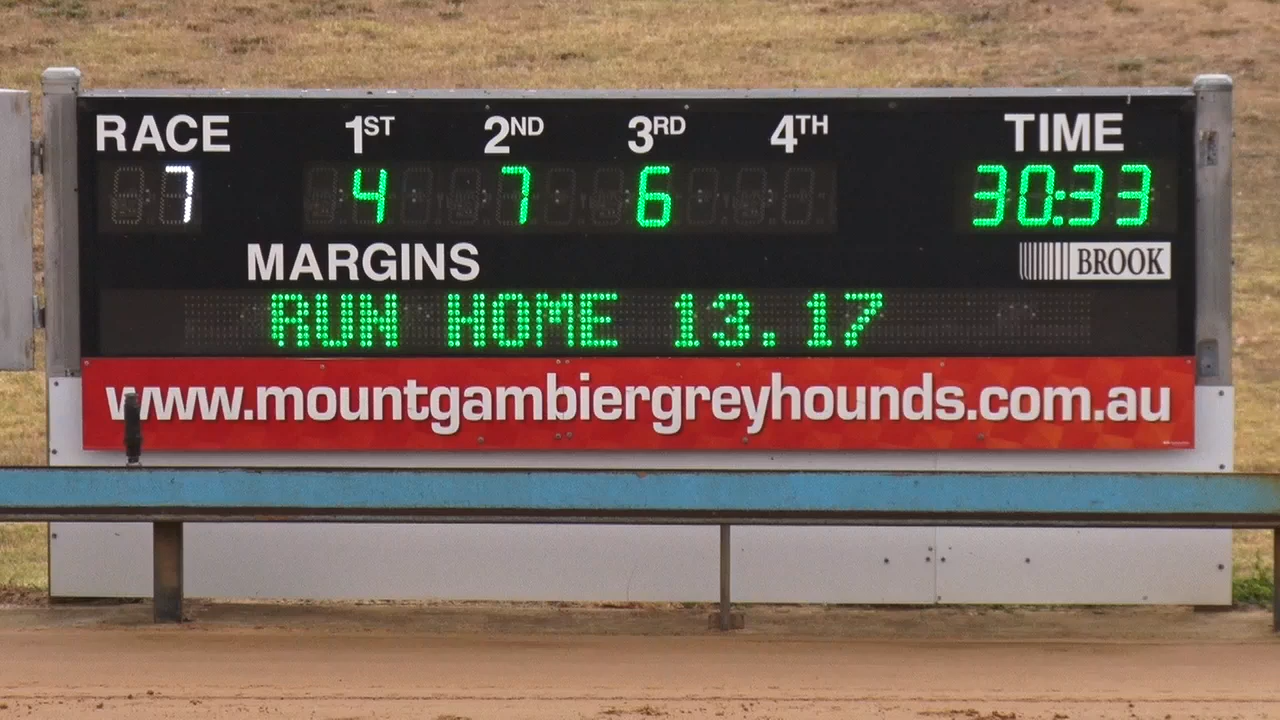 RACE 1ST 2ND 3RD 4TH TIME
7 4 7 6 30:33
MARGINS BROOK
RUN HOME 13.17
www.mountgambiergreyhounds.com.au